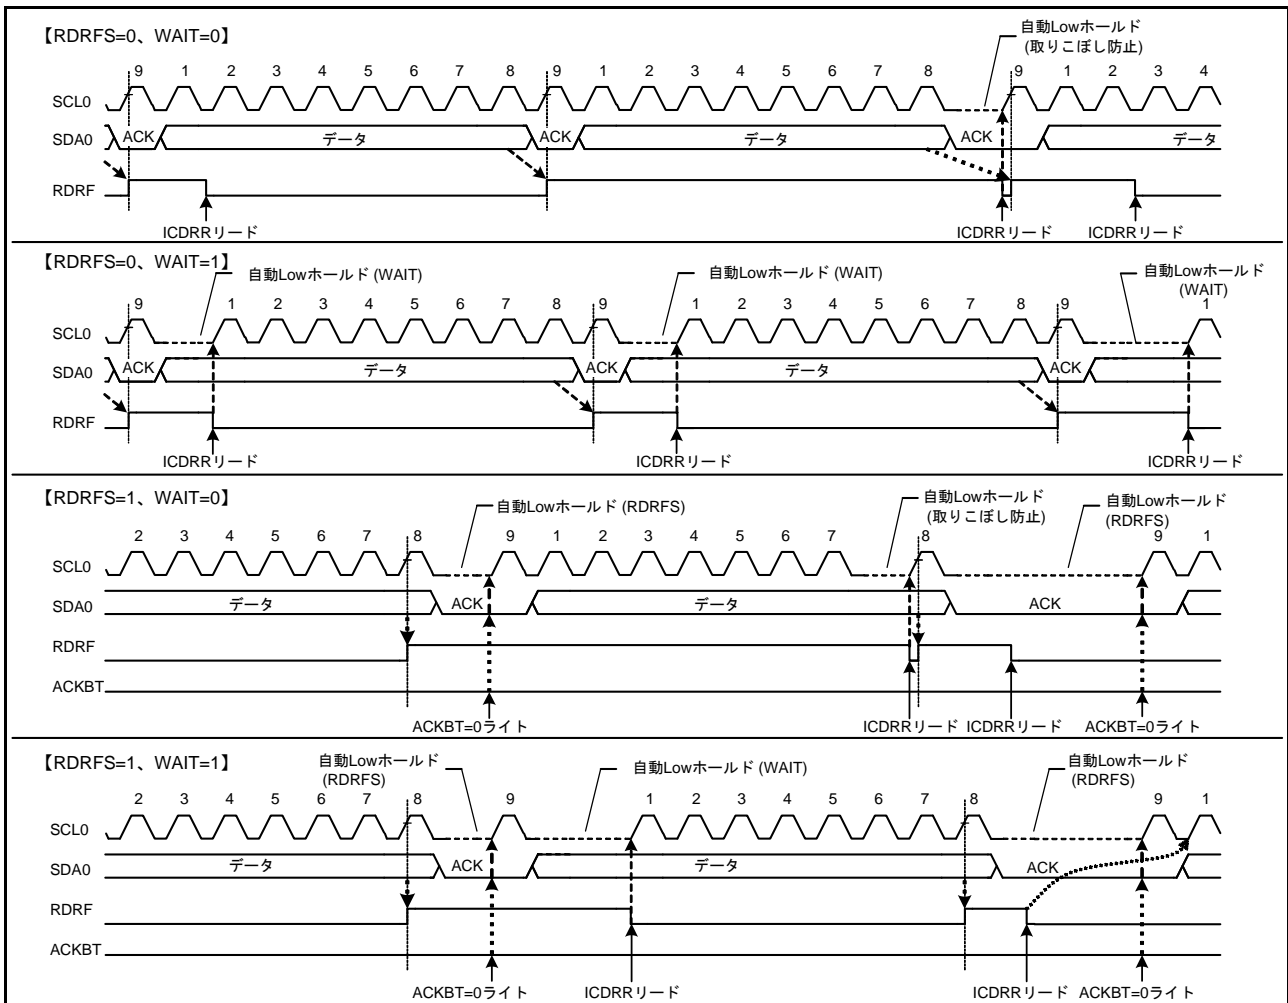 【RDRFS=0、WAIT=0】
自動Lowホールド
(取りこぼし防止)
9 1 2 3 4 5 6 7 8 9 1 2 3 4 5 6 7 8 9 1 2 3 4
SCL0
SDA0 ACK データ ACK データ ACK データ
RDRF
ICDRRリード ICDRRリード ICDRRリード
【RDRFS=0、WAIT=1】
自動Lowホールド (WAIT) 自動Lowホールド (WAIT) 自動Lowホールド
(WAIT)
9 1 2 3 4 5 6 7 8 9 1 2 3 4 5 6 7 8 9 1
SCL0
SDA0 ACK データ ACK データ ACK
RDRF
ICDRRリード ICDRRリード ICDRRリード
【RDRFS=1、WAIT=0】
自動Lowホールド (RDRFS) 自動Lowホールド
(取りこぼし防止)
自動Lowホールド
(RDRFS)
2 3 4 5 6 7 8 9 1 2 3 4 5 6 7 8 9 1
SCL0
SDA0 データ ACK データ ACK
RDRF
ACKBT
ACKBT=0ライト ICDRRリード ICDRRリード ACKBT=0ライト
【RDRFS=1、WAIT=1】
自動Lowホールド
(RDRFS)
自動Lowホールド (WAIT) 自動Lowホールド
(RDRFS)
2 3 4 5 6 7 8 9 1 2 3 4 5 6 7 8 9 1
SCL0
SDA0 データ ACK データ ACK
RDRF
ACKBT
ACKBT=0ライト ICDRRリード ICDRRリード ACKBT=0ライト